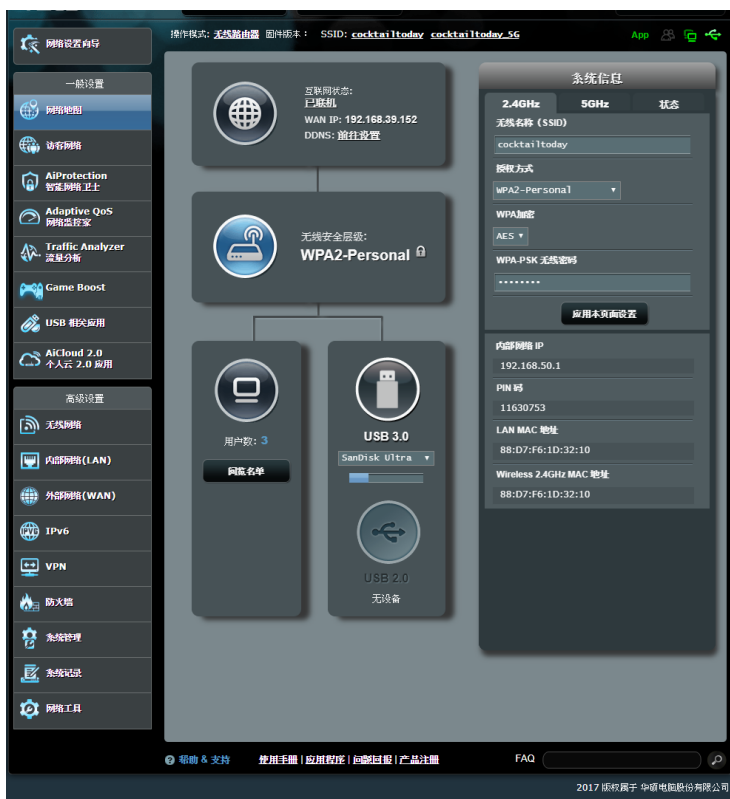 操作模式: 无线路由器 固件版本： SSID: cocktailtoday cocktailtoday_5G
App
网络设置向导
一般设置
网络地图
访客网络
AiProtection
智能网络卫士
Adaptive QoS
网络监控家
Traffic Analyzer
流量分析
Game Boost
USB 相关应用
AiCloud 2.0
个人云 2.0 应用
高级设置
无线网络
内部网络(LAN)
外部网络(WAN)
IPv6
VPN
防火墙
系统管理
系统记录
网络工具
互联网状态:
已联机
WAN IP: 192.168.39.152
DDNS: 前往设置
无线安全层级:
WPA2-Personal
用户数: 3
阅览名单
USB 3.0
SanDisk Ultra
USB 2.0
无设备
系统信息
2.4GHz 5GHz 状态
无线名称 (SSID)
cocktailtoday
授权方式
WPA2-Personal
WPA加密
AES
WPA-PSK 无线密码
••••••••
应用本页面设置
内部网络 IP
192.168.50.1
PIN 码
11630753
LAN MAC 地址
88:D7:F6:1D:32:10
Wireless 2.4GHz MAC 地址
88:D7:F6:1D:32:10
帮助 & 支持 使用手册 | 应用程序 | 问题回报 | 产品注册 FAQ
2017 版权属于 华硕电脑股份有限公司